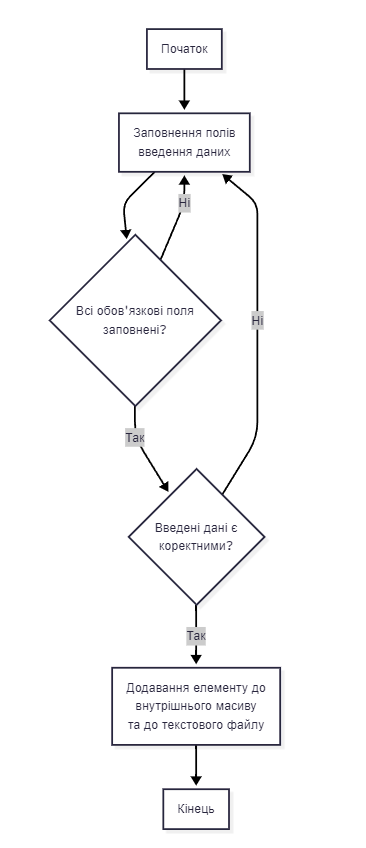 Початок
Заповнення полів
введення даних
Ні
Всі обов'язкові поля
заповнені?
Ні
Так
Введені дані є
коректними?
Так
Додавання елементу до
внутрішнього масиву
та до текстового файлу
Кінець